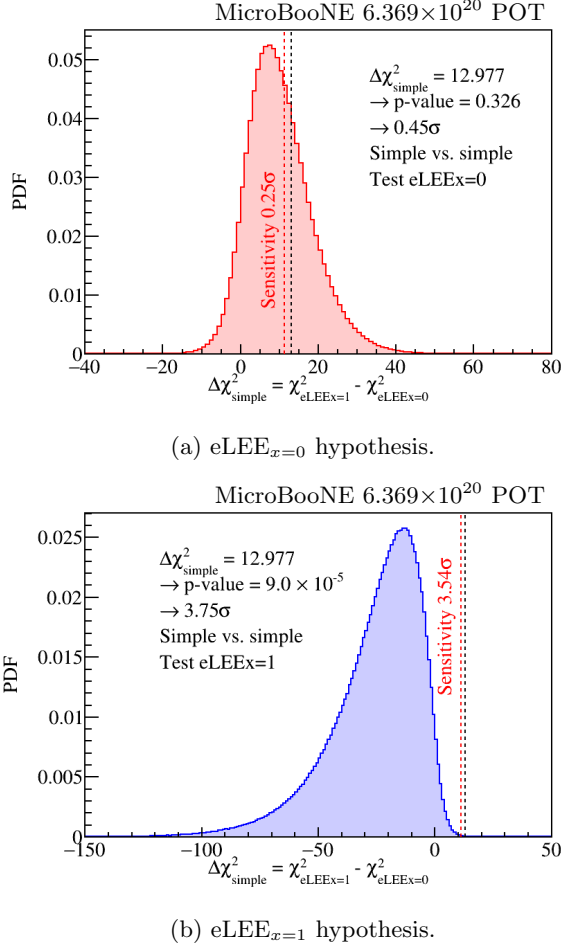 MicroBooNE 6.369×10²⁰ POT
PDF
0.05
0.04
0.03
0.02
0.01
0
Δχ²simple = 12.977
→ p-value = 0.326
→ 0.45σ
Simple vs. simple
Test eLEEx=0
Sensitivity 0.25σ
−40 −20 0 20 40 60 80
Δχ²simple = χ²eLEEx=1 - χ²eLEEx=0
(a) eLEEx=0 hypothesis.
MicroBooNE 6.369×10²⁰ POT
PDF
0.025
0.02
0.015
0.01
0.005
0
Δχ²simple = 12.977
→ p-value = 9.0 × 10⁻⁵
→ 3.75σ
Simple vs. simple
Test eLEEx=1
Sensitivity 3.54σ
−150 −100 −50 0 50
Δχ²simple = χ²eLEEx=1 - χ²eLEEx=0
(b) eLEEx=1 hypothesis.